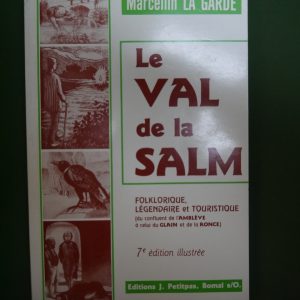 Marcellin LA GARDE
Le
VAL
de la
SALM
FOLKLORIQUE,
LÉGENDAIRE et TOURISTIQUE
(du confluent de l'AMBLÈVE
à celui du GLAIN et de la RONCE)
7e édition illustrée
Editions J. Petitpas, Bomal s/O.